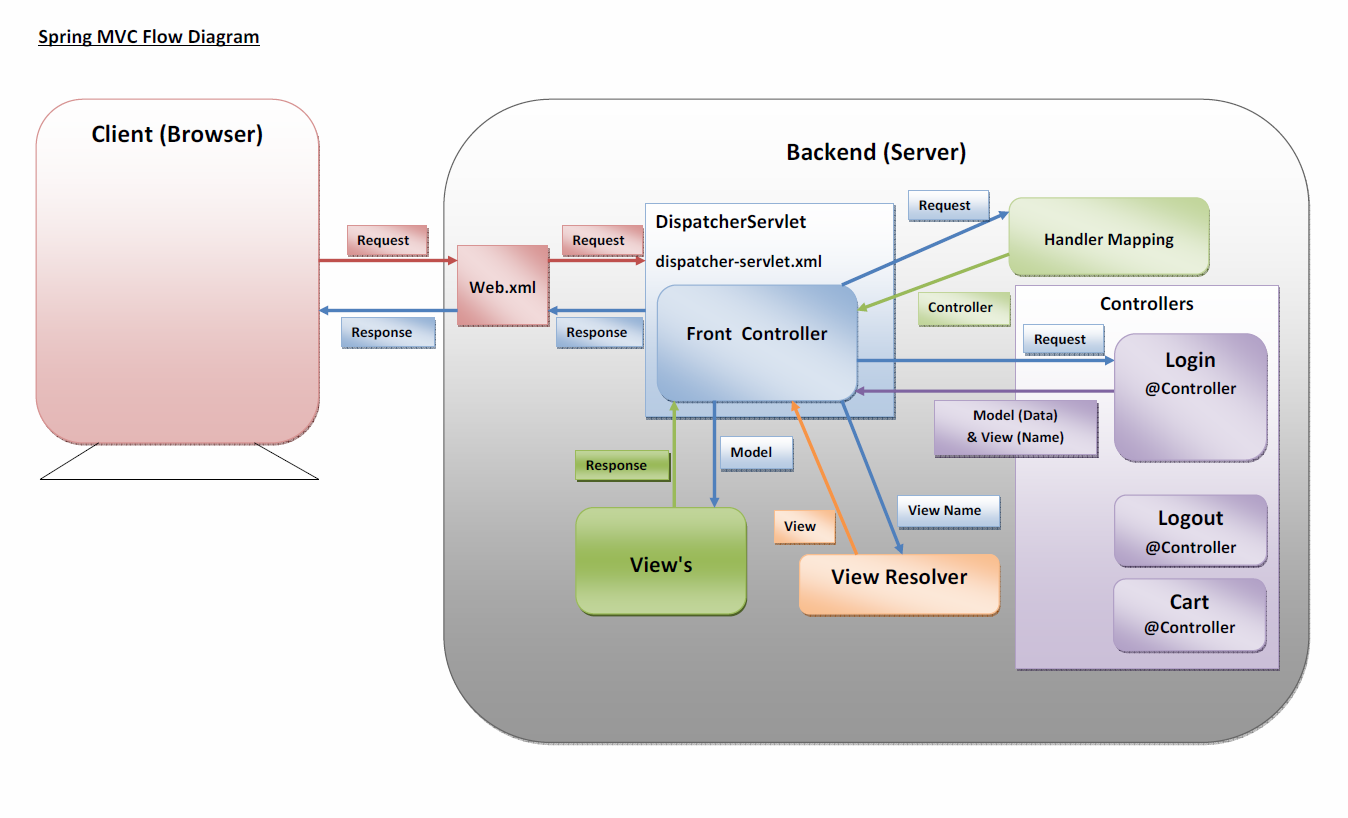 Spring MVC Flow Diagram
Client (Browser)
Backend (Server)
Request
Request
Web.xml
Response
Response
DispatcherServlet
dispatcher-servlet.xml
Front  Controller
Request
Handler Mapping
Controller
Controllers
Request
Login
@Controller
Model (Data)
& View (Name)
Response
Model
View Name
View
View's
View Resolver
Logout
@Controller
Cart
@Controller